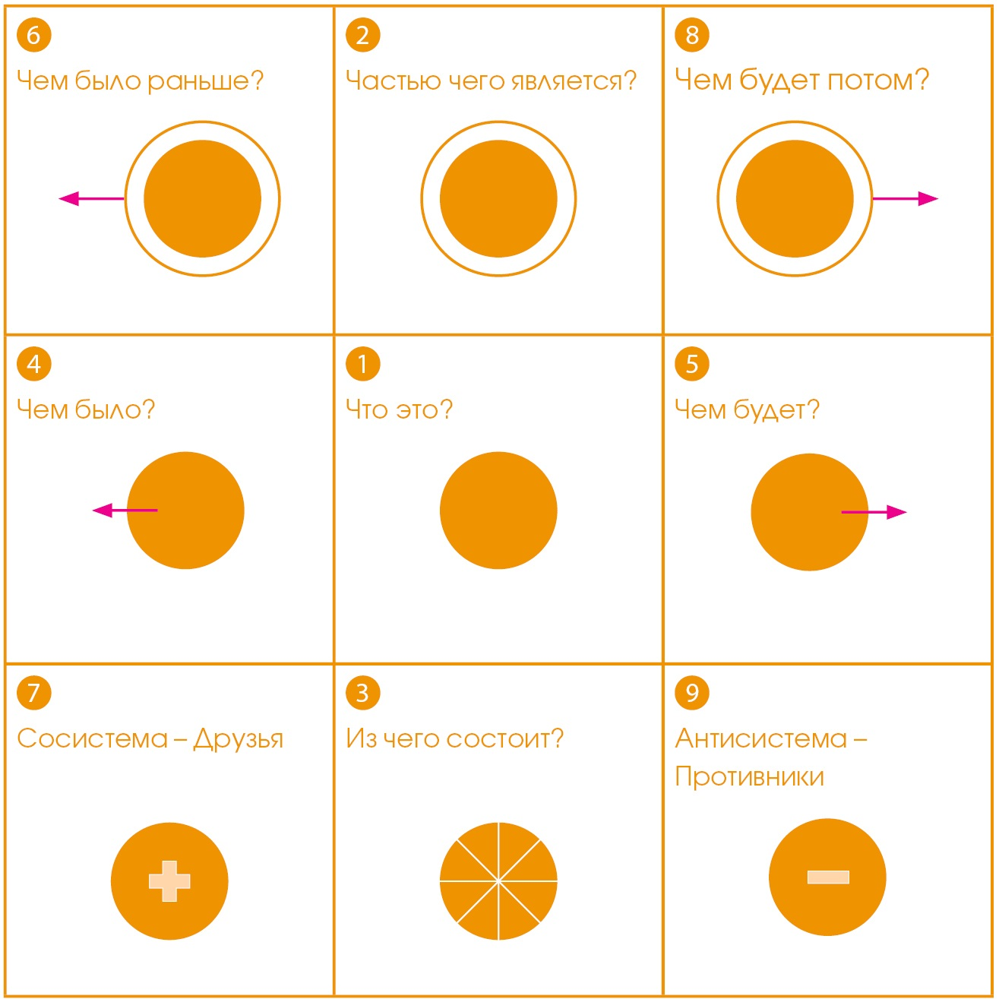 6
Чем было раньше?
2
Частью чего является?
8
Чем будет потом?
4
Чем было?
1
Что это?
5
Чем будет?
7
Сосистема – Друзья
3
Из чего состоит?
9
Антисистема –
Противники